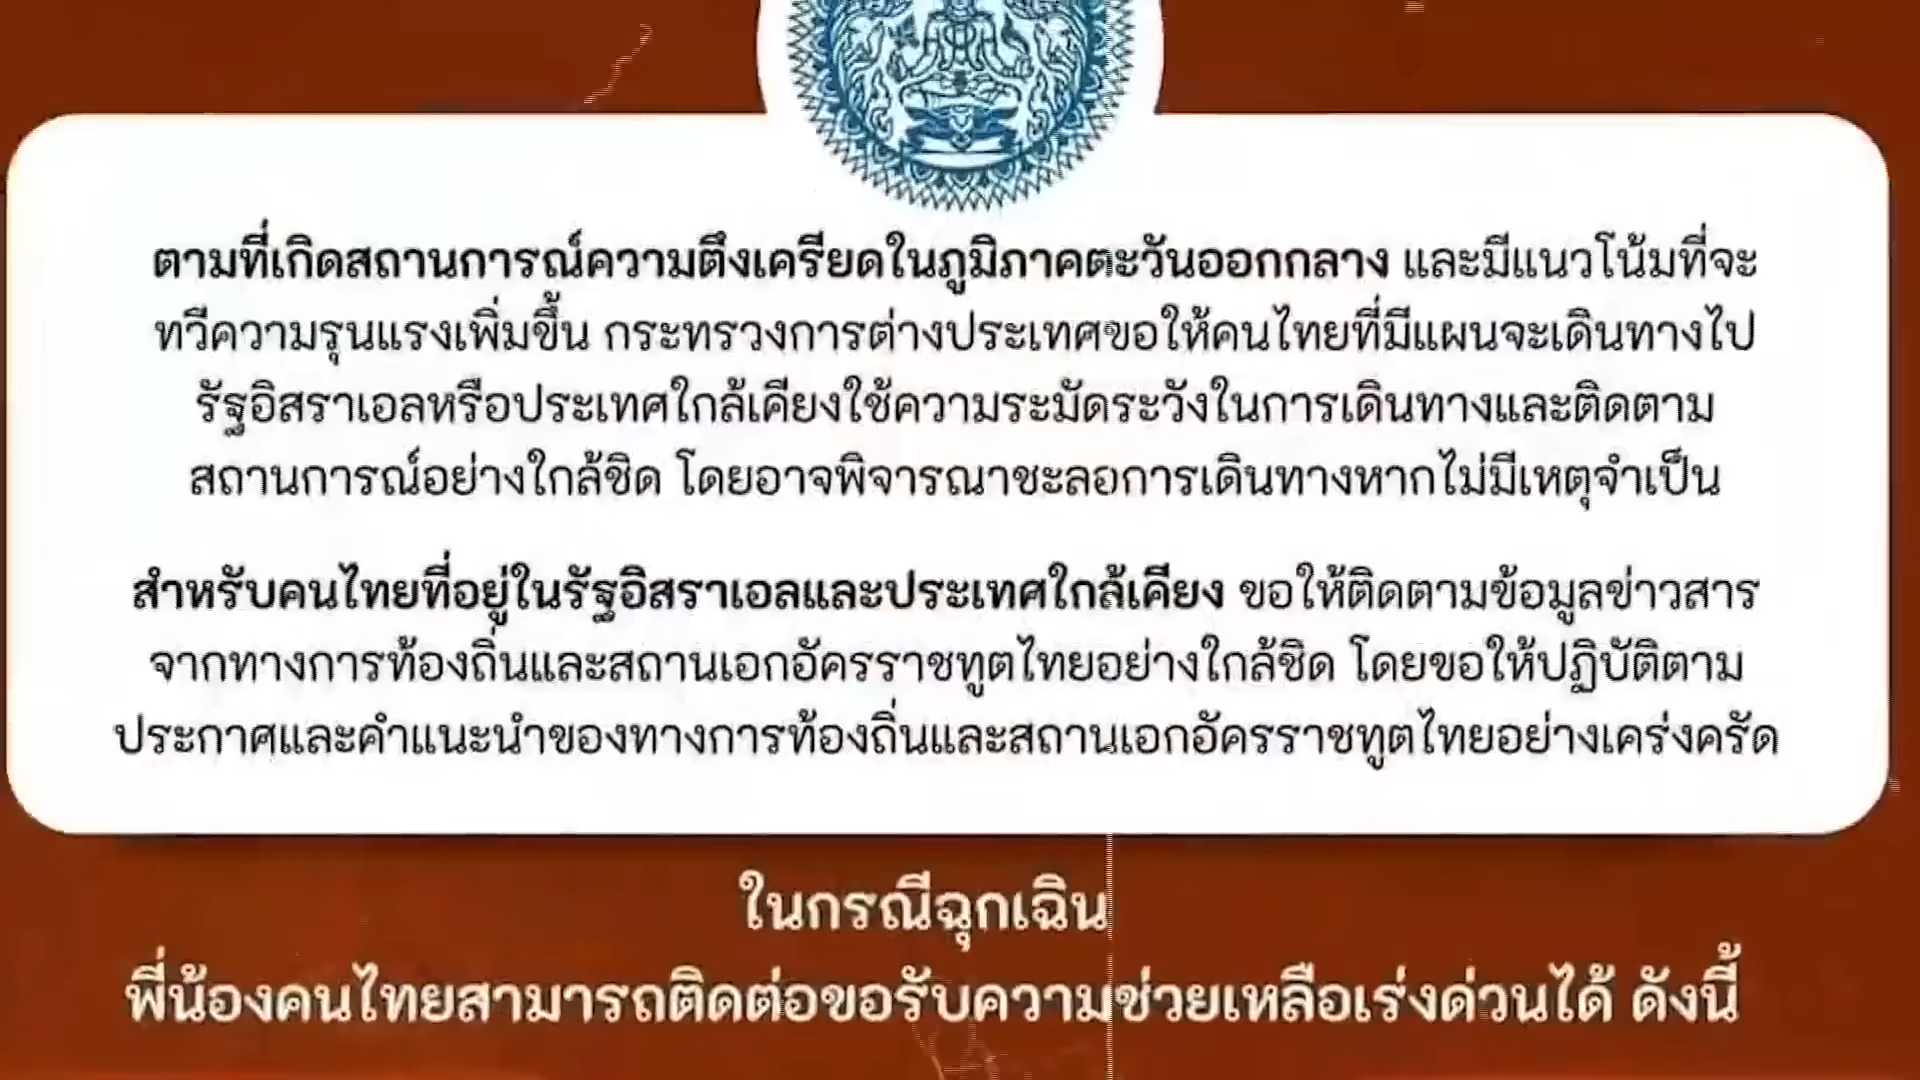 ตามที่เกิดสถานการณ์ความตึงเครียดในภูมิภาคตะวันออกกลาง และมีแนวโน้มที่จะ
ทวีความรุนแรงเพิ่มขึ้น กระทรวงการต่างประเทศขอให้คนไทยที่มีแผนจะเดินทางไป
รัฐอิสราเอลหรือประเทศใกล้เคียงใช้ความระมัดระวังในการเดินทางและติดตาม
สถานการณ์อย่างใกล้ชิด โดยอาจพิจารณาชะลอการเดินทางหากไม่มีเหตุจำเป็น
สำหรับคนไทยที่อยู่ในรัฐอิสราเอลและประเทศใกล้เคียง ขอให้ติดตามข้อมูลข่าวสาร
จากทางการท้องถิ่นและสถานเอกอัครราชทูตไทยอย่างใกล้ชิด โดยขอให้ปฏิบัติตาม
ประกาศและคำแนะนำของทางการท้องถิ่นและสถานเอกอัครราชทูตไทยอย่างเคร่งครัด
ในกรณีฉุกเฉิน
พี่น้องคนไทยสามารถติดต่อขอรับความช่วยเหลือเร่งด่วนได้ ดังนี้